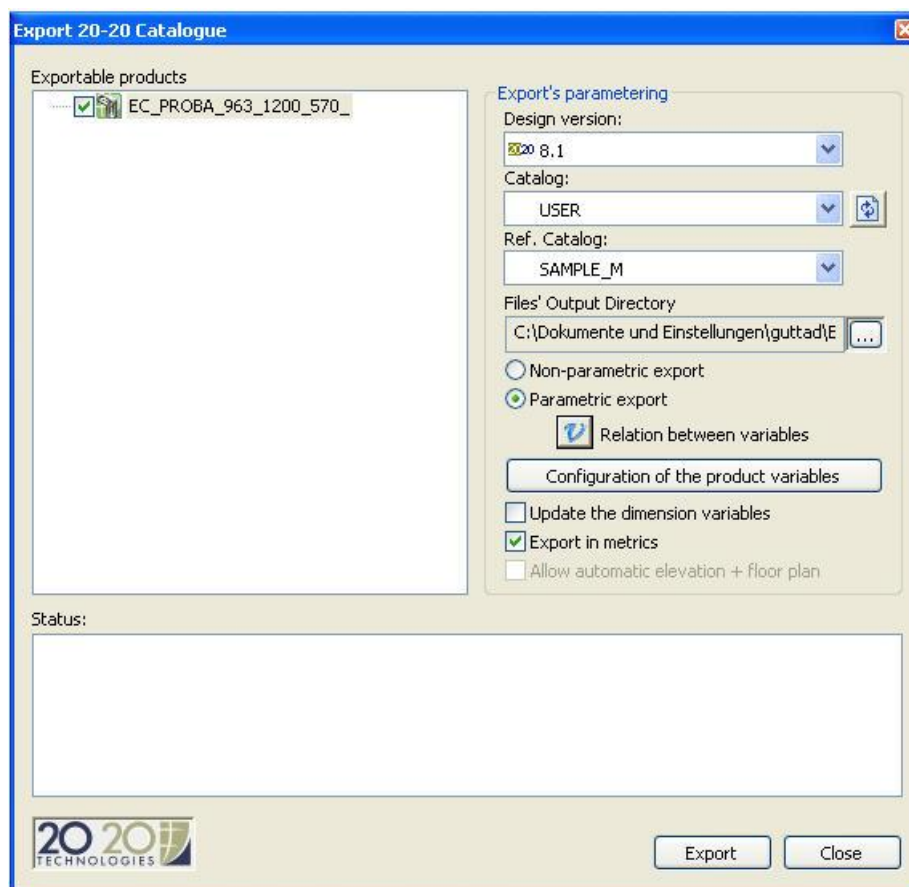 Export 20-20 Catalogue
Exportable products
EC_PROBA_963_1200_570_
Export's parametering
Design version:
2020 8.1
Catalog:
USER
Ref. Catalog:
SAMPLE_M
Files' Output Directory
C:\Dokumente und Einstellungen\guttad\E
...
Non-parametric export
Parametric export
Relation between variables
Configuration of the product variables
Update the dimension variables
Export in metrics
Allow automatic elevation + floor plan
Status:
20 20
TECHNOLOGIES
Export
Close